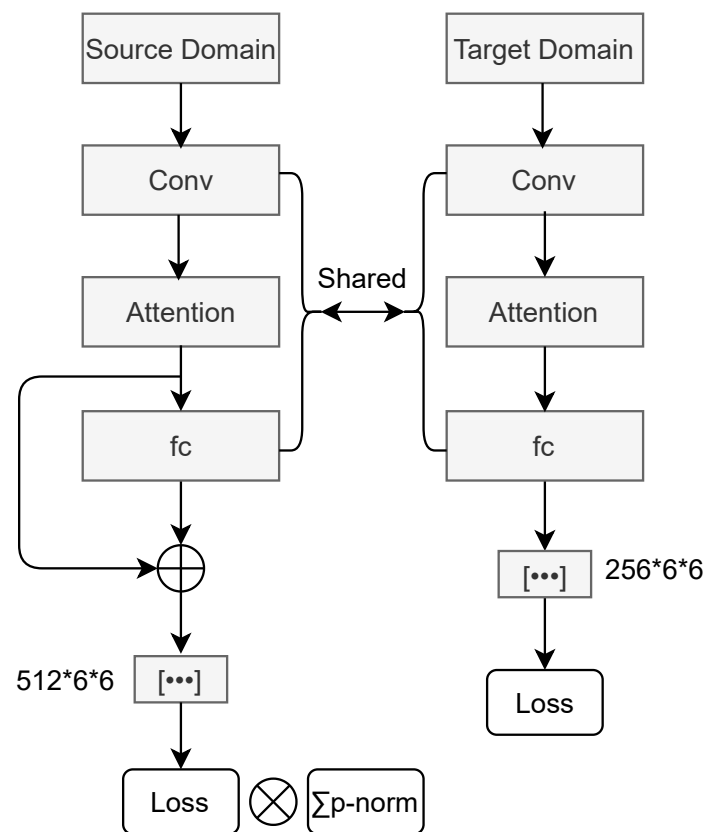 Source Domain
Target Domain
Conv
Conv
Shared
Attention
Attention
fc
fc
[•••]
256*6*6
512*6*6
[•••]
Loss
Loss
∑p-norm